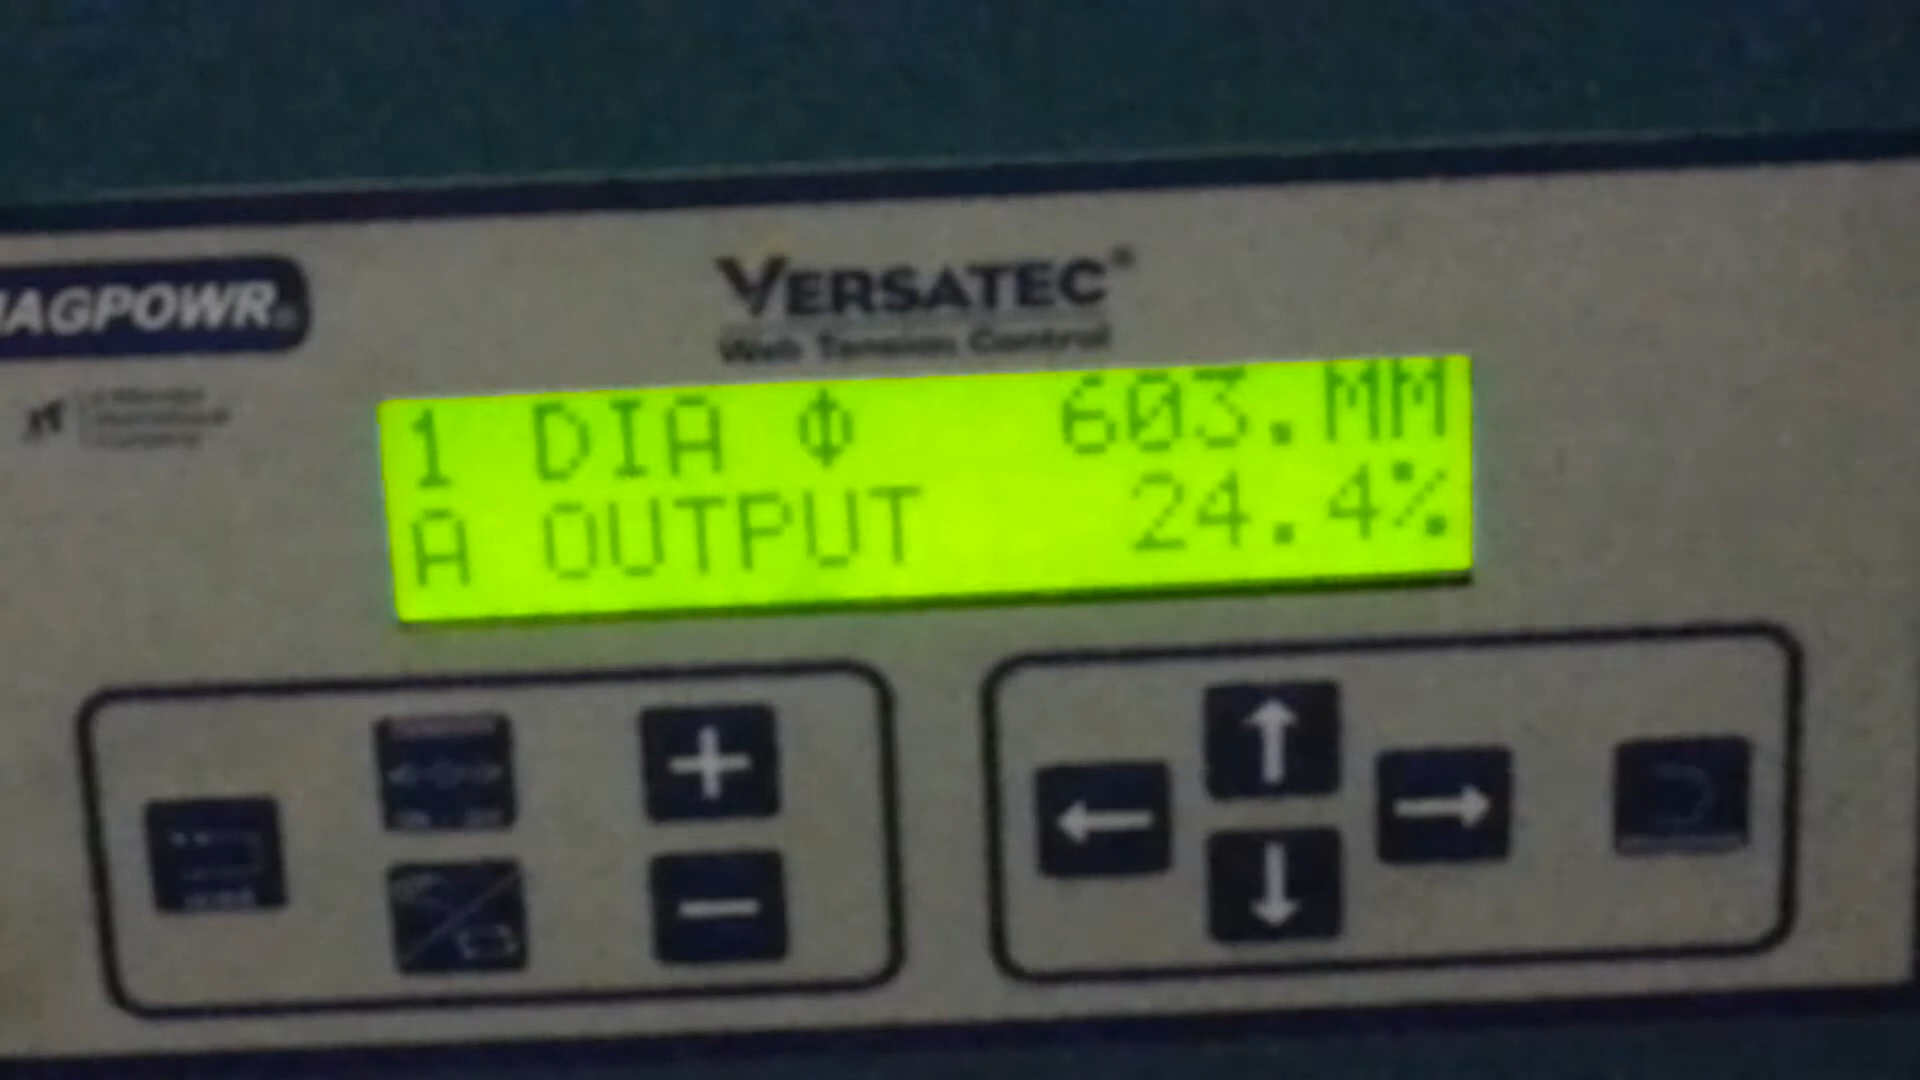 MAGPOWR®
VERSATEC®
Web Tension Control
1 DIA Φ 603.MM
A OUTPUT 24.4%
+
-